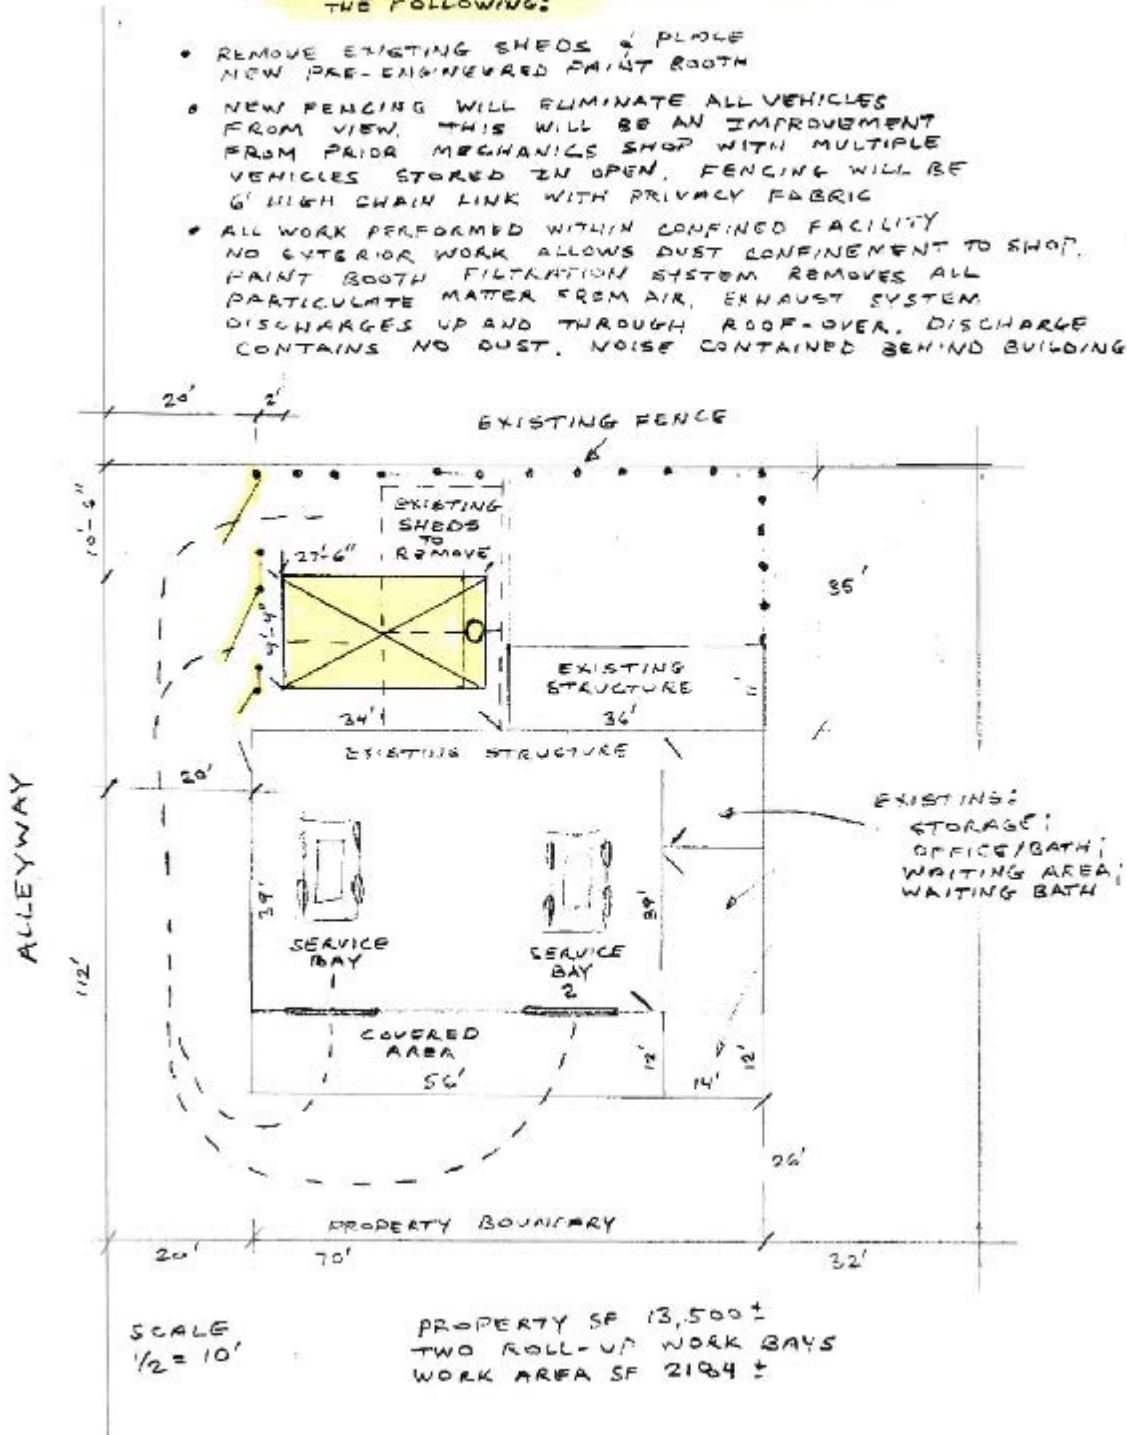 THE FOLLOWING:
• REMOVE EXISTING SHEDS & PLACE
NEW PRE-ENGINEERED PAINT BOOTH
• NEW FENCING WILL ELIMINATE ALL VEHICLES
FROM VIEW. THIS WILL BE AN IMPROVEMENT
FROM PRIOR MECHANICS SHOP WITH MULTIPLE
VEHICLES STORED IN OPEN. FENCING WILL BE
6' HIGH CHAIN LINK WITH PRIVACY FABRIC
• ALL WORK PERFORMED WITHIN CONFINED FACILITY
NO EXTERIOR WORK ALLOWS DUST CONFINEMENT TO SHOP.
PAINT BOOTH FILTRATION SYSTEM REMOVES ALL
PARTICULATE MATTER FROM AIR. EXHAUST SYSTEM
DISCHARGES UP AND THROUGH ROOF-OVER. DISCHARGE
CONTAINS NO DUST. NOISE CONTAINED BEHIND BUILDING
20' 2'
EXISTING FENCE
10'-6"
EXISTING
SHEDS
TO
REMOVE
27'-6"
35'
EXISTING
STRUCTURE
34' 36'
EXISTING STRUCTURE
20'
ALLEYWAY
112'
EXISTING:
STORAGE;
OFFICE/BATH;
WAITING AREA;
WAITING BATH
39' 39'
SERVICE
BAY
SERVICE
BAY
2
COVERED
AREA
56'
12' 14' 12'
26'
PROPERTY BOUNDARY
20' 70' 32'
SCALE
1/2 = 10'
PROPERTY SF 13,500 ±
TWO ROLL-UP WORK BAYS
WORK AREA SF 2184 ±